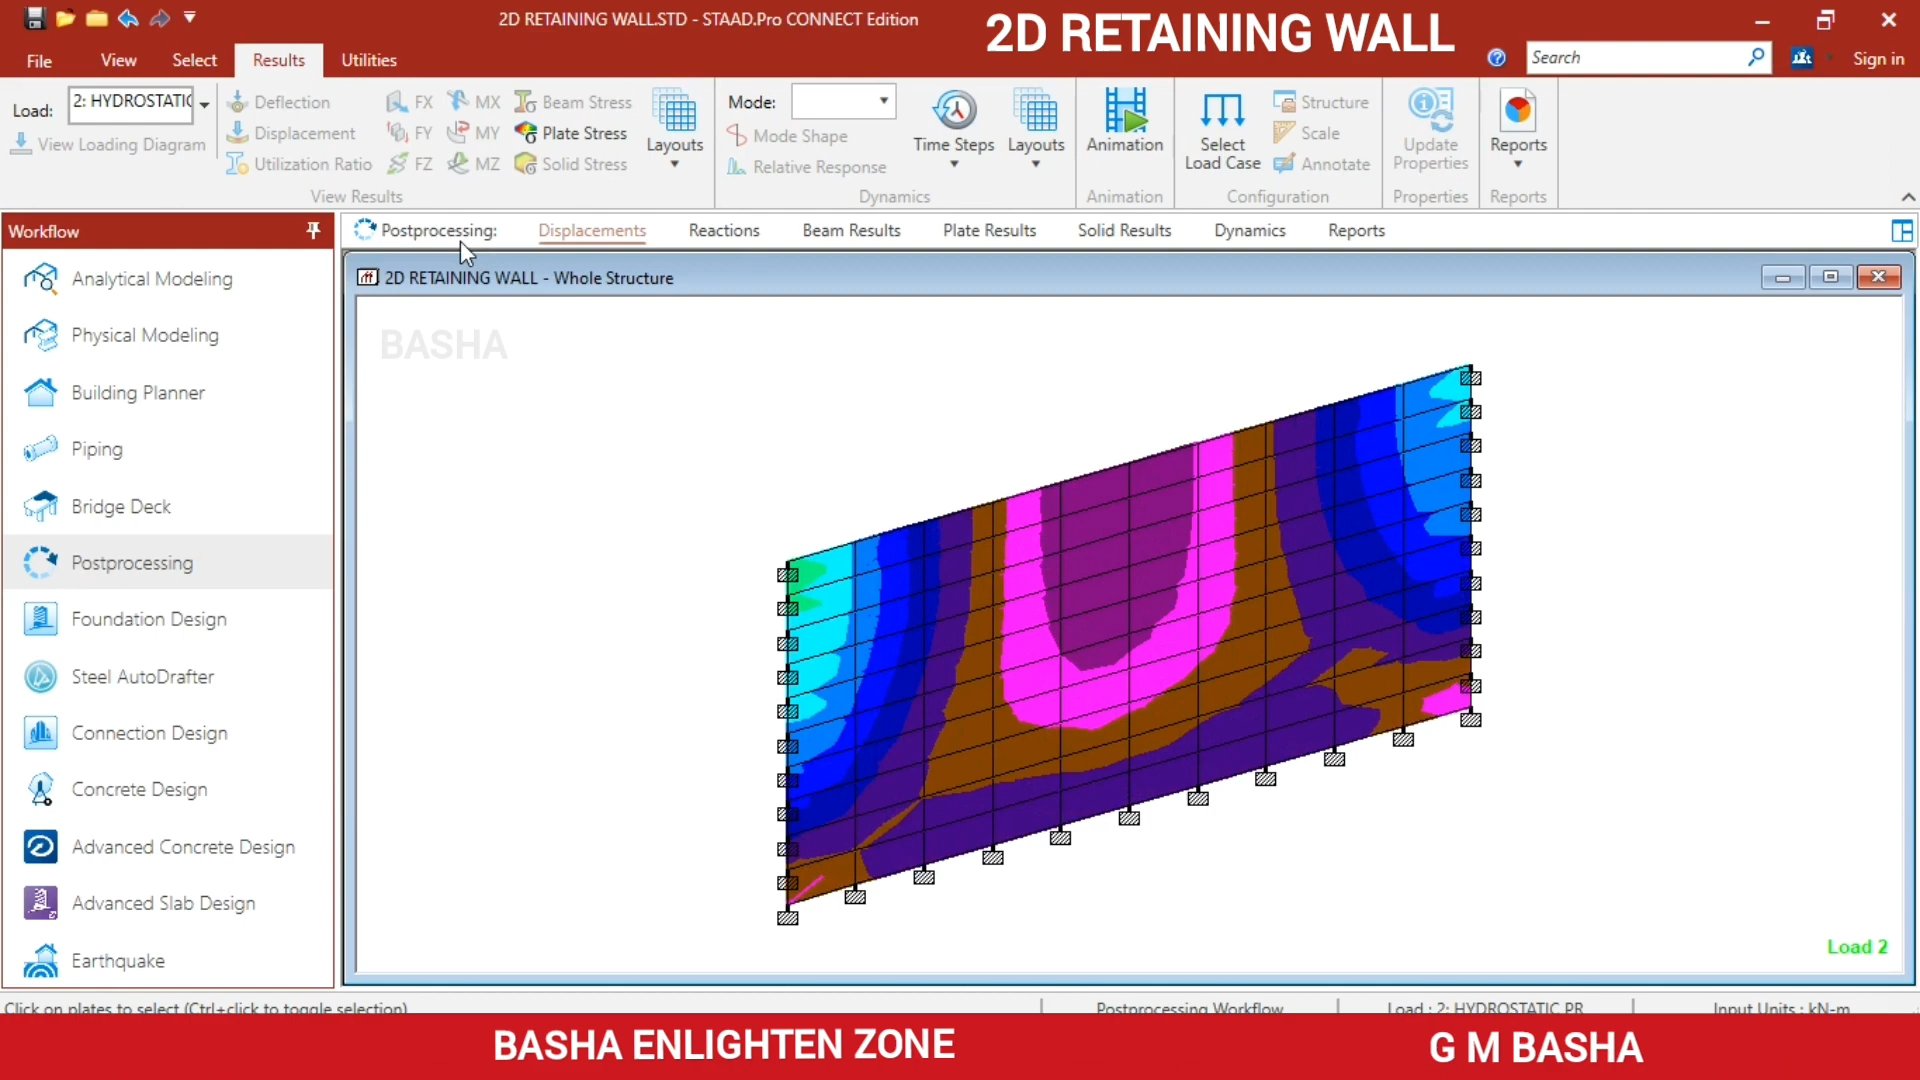 2D RETAINING WALL.STD - STAAD.Pro CONNECT Edition
2D RETAINING WALL
File View Select Results Utilities
Search
Sign in
Load: 2: HYDROSTATIC
View Loading Diagram
Deflection
Displacement
Utilization Ratio
FX
FY
FZ
MX
MY
MZ
Beam Stress
Plate Stress
Solid Stress
Layouts
View Results
Mode:
Mode Shape
Relative Response
Time Steps
Layouts
Dynamics
Animation
Animation
Select
Load Case
Structure
Scale
Annotate
Configuration
Update
Properties
Properties
Reports
Reports
Workflow
Analytical Modeling
Physical Modeling
Building Planner
Piping
Bridge Deck
Postprocessing
Foundation Design
Steel AutoDrafter
Connection Design
Concrete Design
Advanced Concrete Design
Advanced Slab Design
Earthquake
Postprocessing: Displacements Reactions Beam Results Plate Results Solid Results Dynamics Reports
2D RETAINING WALL - Whole Structure
BASHA
Load 2
Click on plates to select (Ctrl+click to toggle selection)
Postprocessing Workflow
Load : 2: HYDROSTATIC PR
Input Units : kN-m
BASHA ENLIGHTEN ZONE
G M BASHA